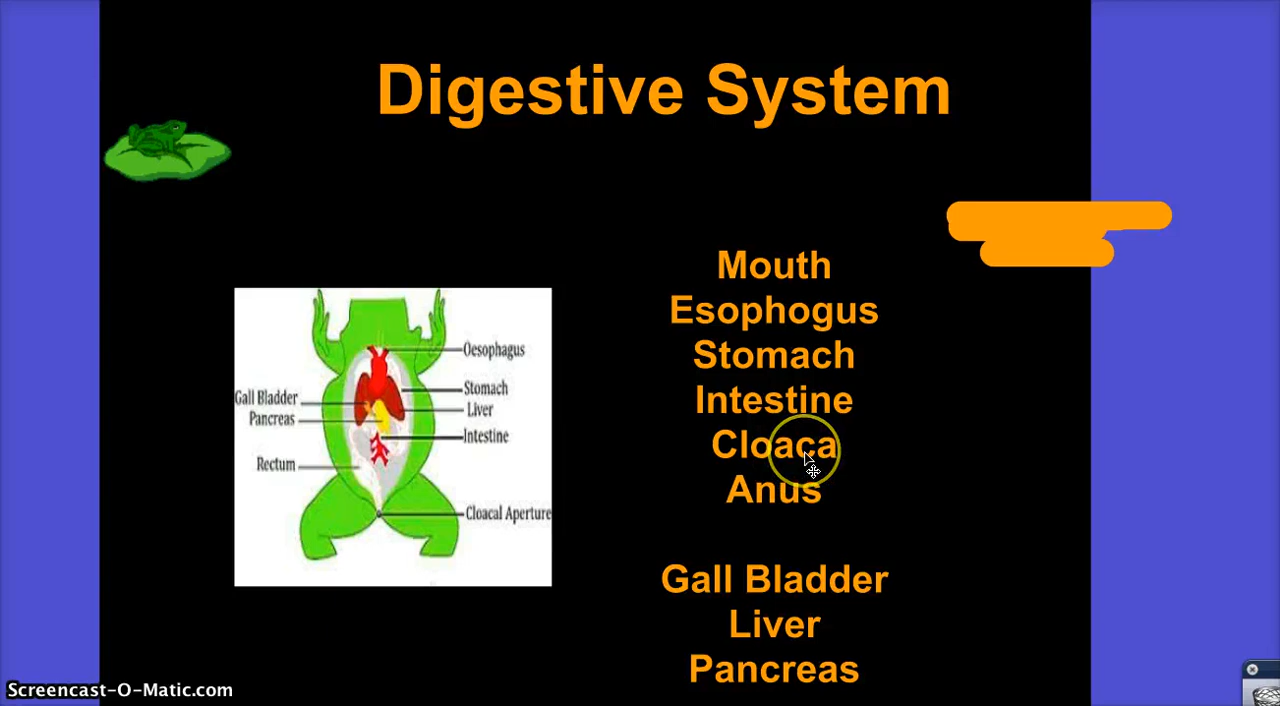 Digestive System
Mouth
Esophogus
Stomach
Intestine
Cloaca
Anus
Gall Bladder
Liver
Pancreas
Oesophagus
Stomach
Gall Bladder
Liver
Pancreas
Intestine
Rectum
Cloacal Aperture
Screencast-O-Matic.com